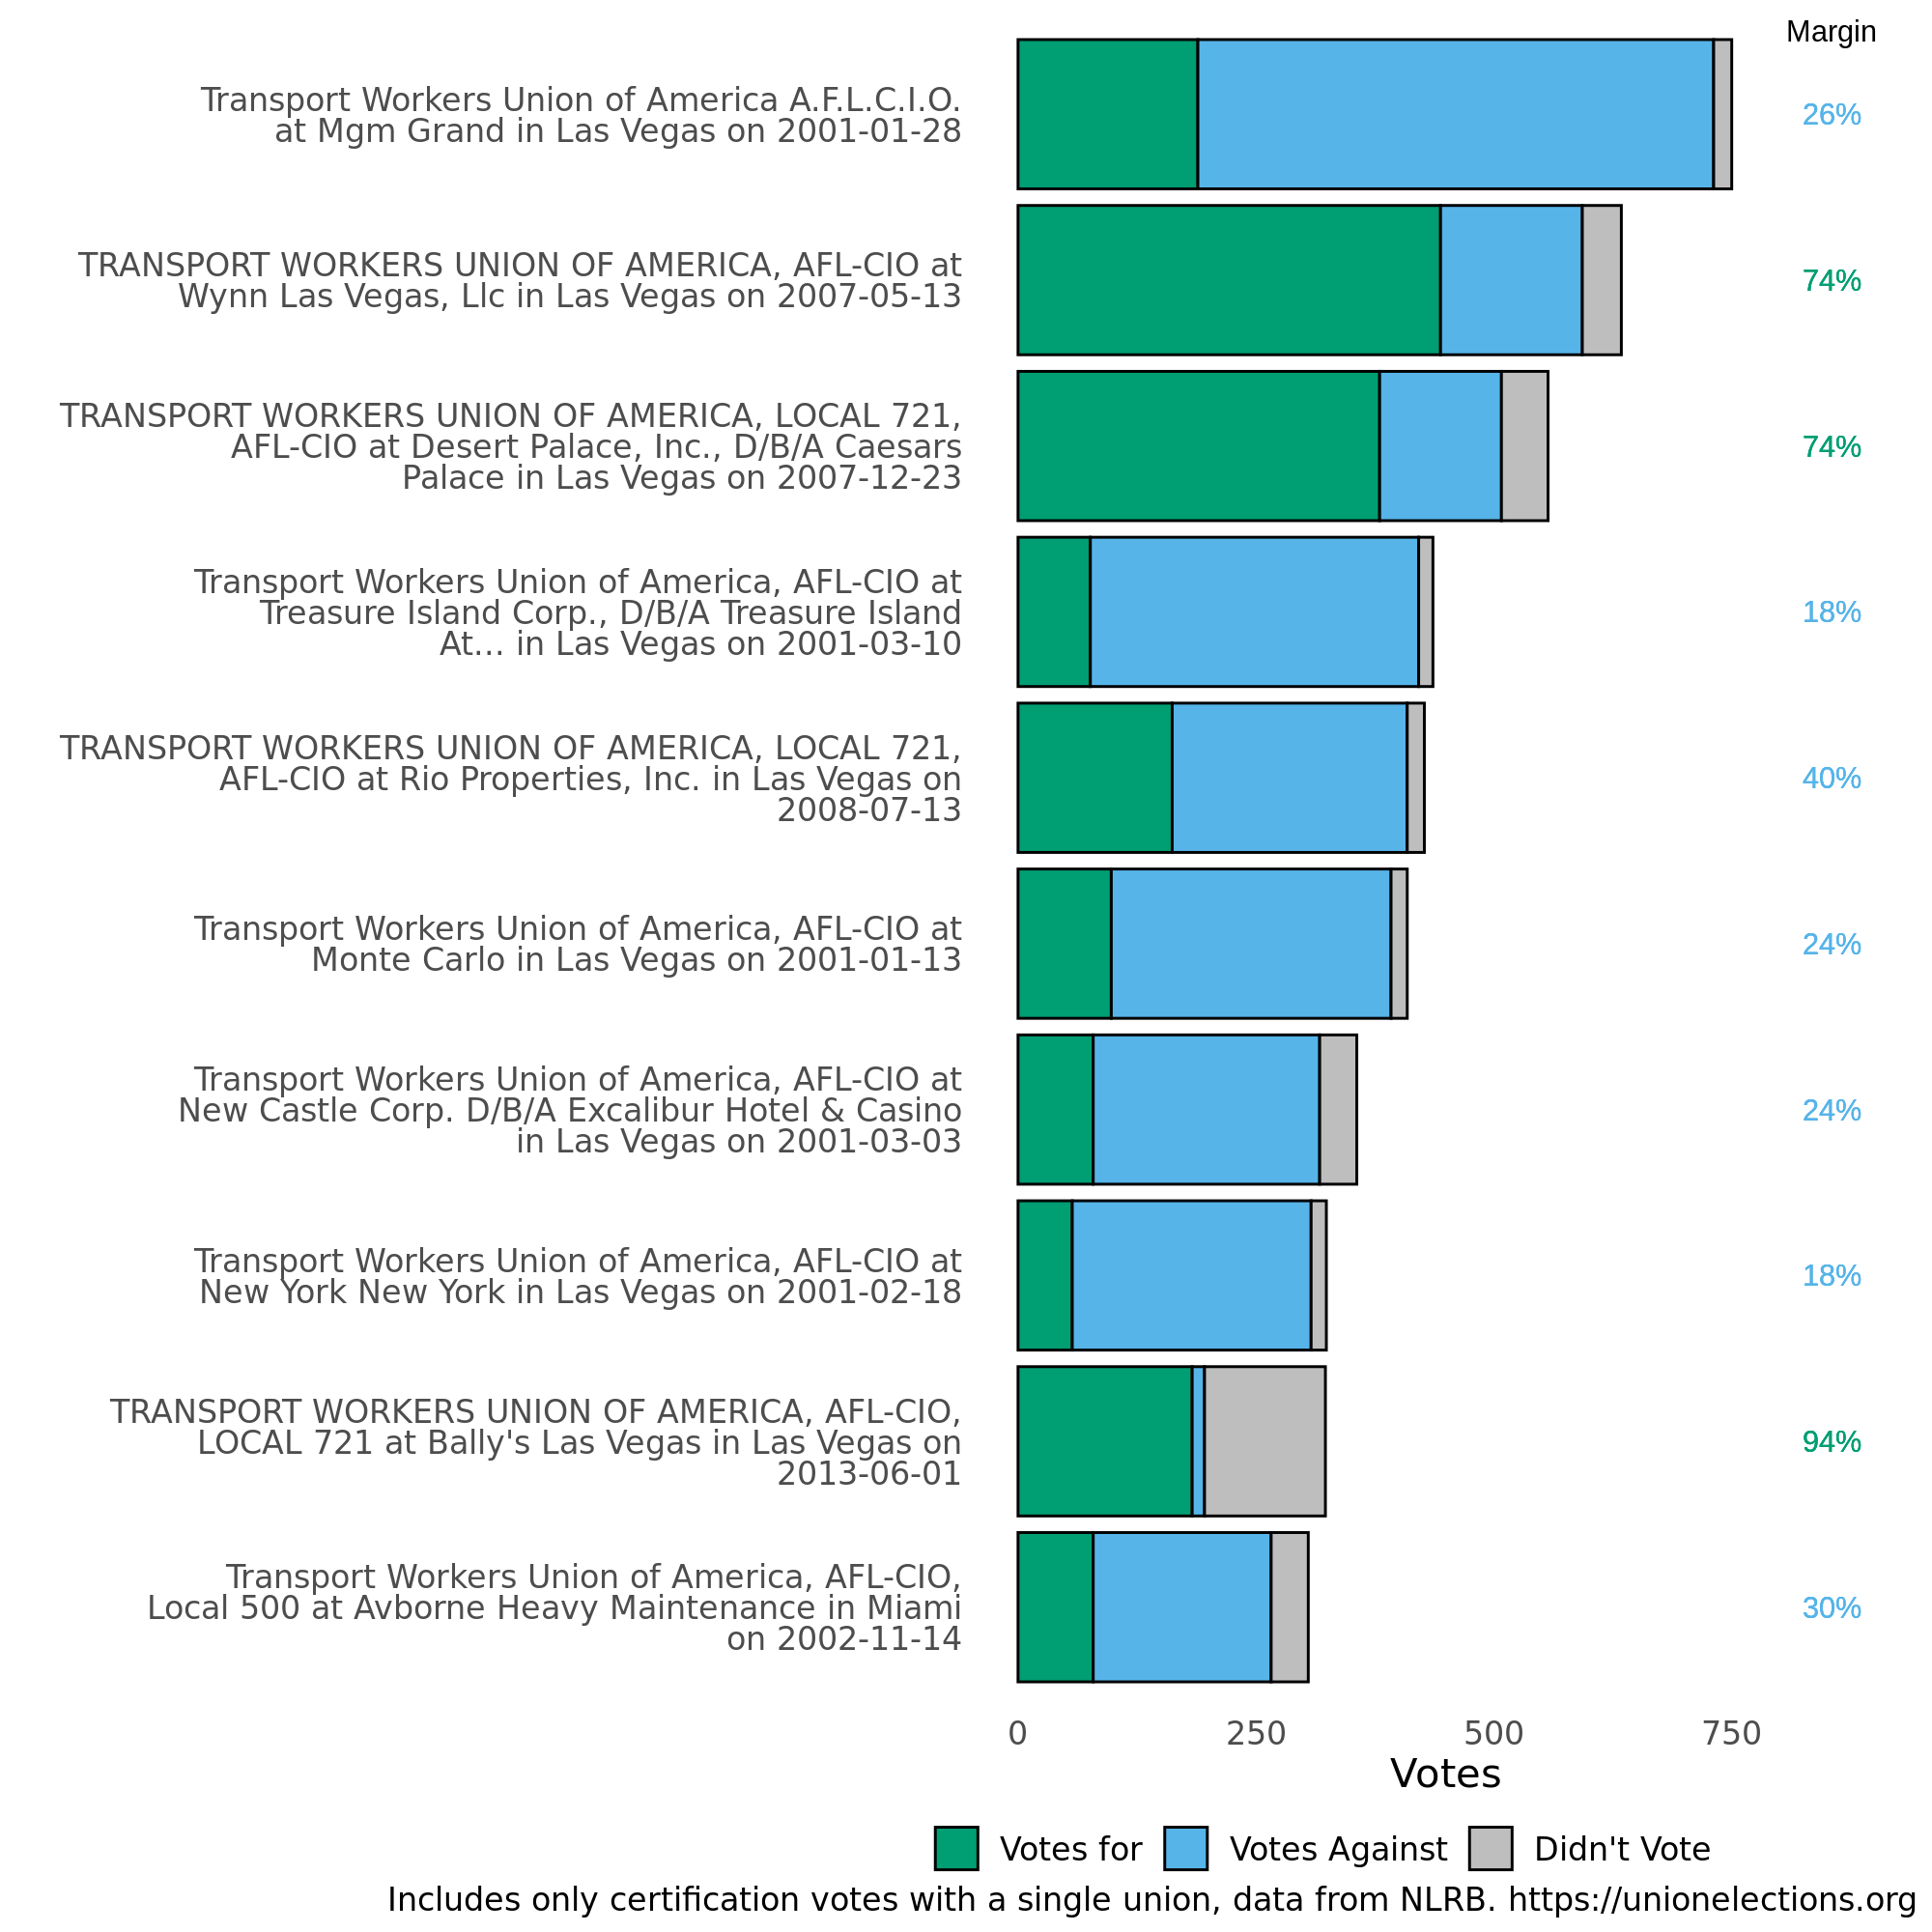 Margin
Transport Workers Union of America A.F.L.C.I.O.
at Mgm Grand in Las Vegas on 2001-01-28
26%
TRANSPORT WORKERS UNION OF AMERICA, AFL-CIO at
Wynn Las Vegas, Llc in Las Vegas on 2007-05-13
74%
TRANSPORT WORKERS UNION OF AMERICA, LOCAL 721,
AFL-CIO at Desert Palace, Inc., D/B/A Caesars
Palace in Las Vegas on 2007-12-23
74%
Transport Workers Union of America, AFL-CIO at
Treasure Island Corp., D/B/A Treasure Island
At... in Las Vegas on 2001-03-10
18%
TRANSPORT WORKERS UNION OF AMERICA, LOCAL 721,
AFL-CIO at Rio Properties, Inc. in Las Vegas on
2008-07-13
40%
Transport Workers Union of America, AFL-CIO at
Monte Carlo in Las Vegas on 2001-01-13
24%
Transport Workers Union of America, AFL-CIO at
New Castle Corp. D/B/A Excalibur Hotel & Casino
in Las Vegas on 2001-03-03
24%
Transport Workers Union of America, AFL-CIO at
New York New York in Las Vegas on 2001-02-18
18%
TRANSPORT WORKERS UNION OF AMERICA, AFL-CIO,
LOCAL 721 at Bally's Las Vegas in Las Vegas on
2013-06-01
94%
Transport Workers Union of America, AFL-CIO,
Local 500 at Avborne Heavy Maintenance in Miami
on 2002-11-14
30%
0 250 500 750
Votes
Votes for Votes Against Didn't Vote
Includes only certification votes with a single union, data from NLRB. https://unionelections.org